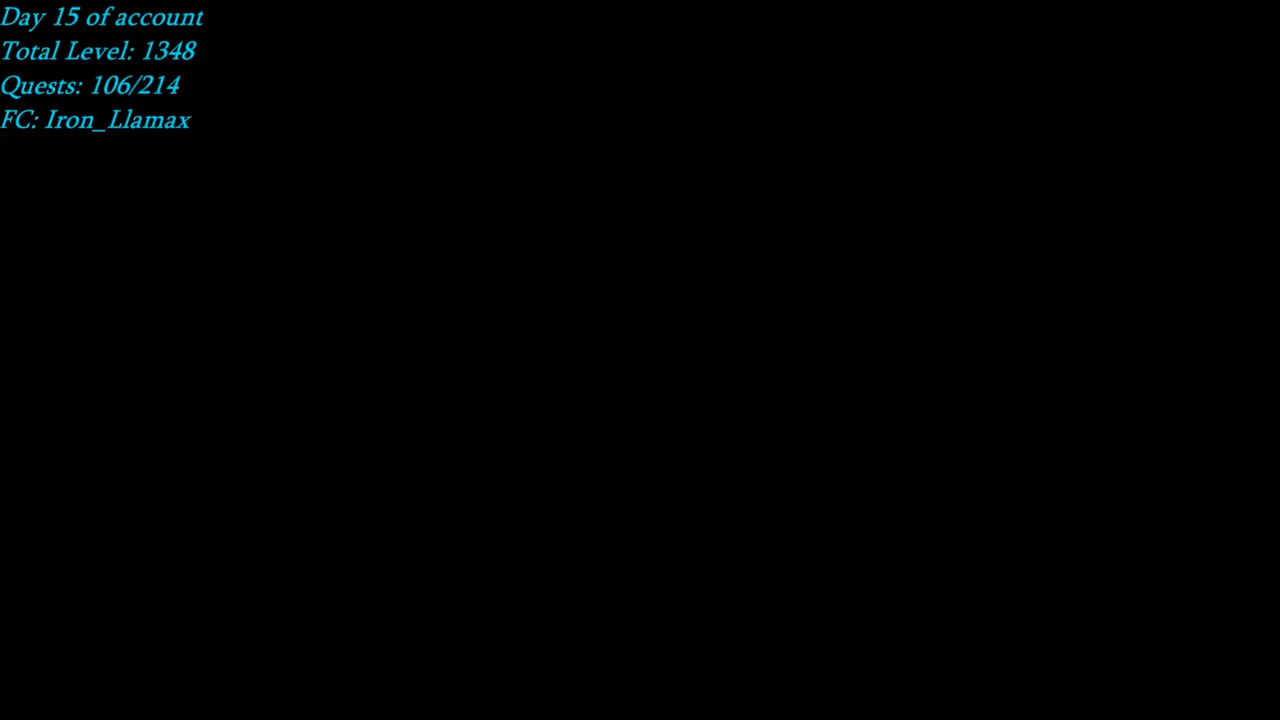 Day 15 of account
Total Level: 1348
Quests: 106/214
FC: Iron_Llamax